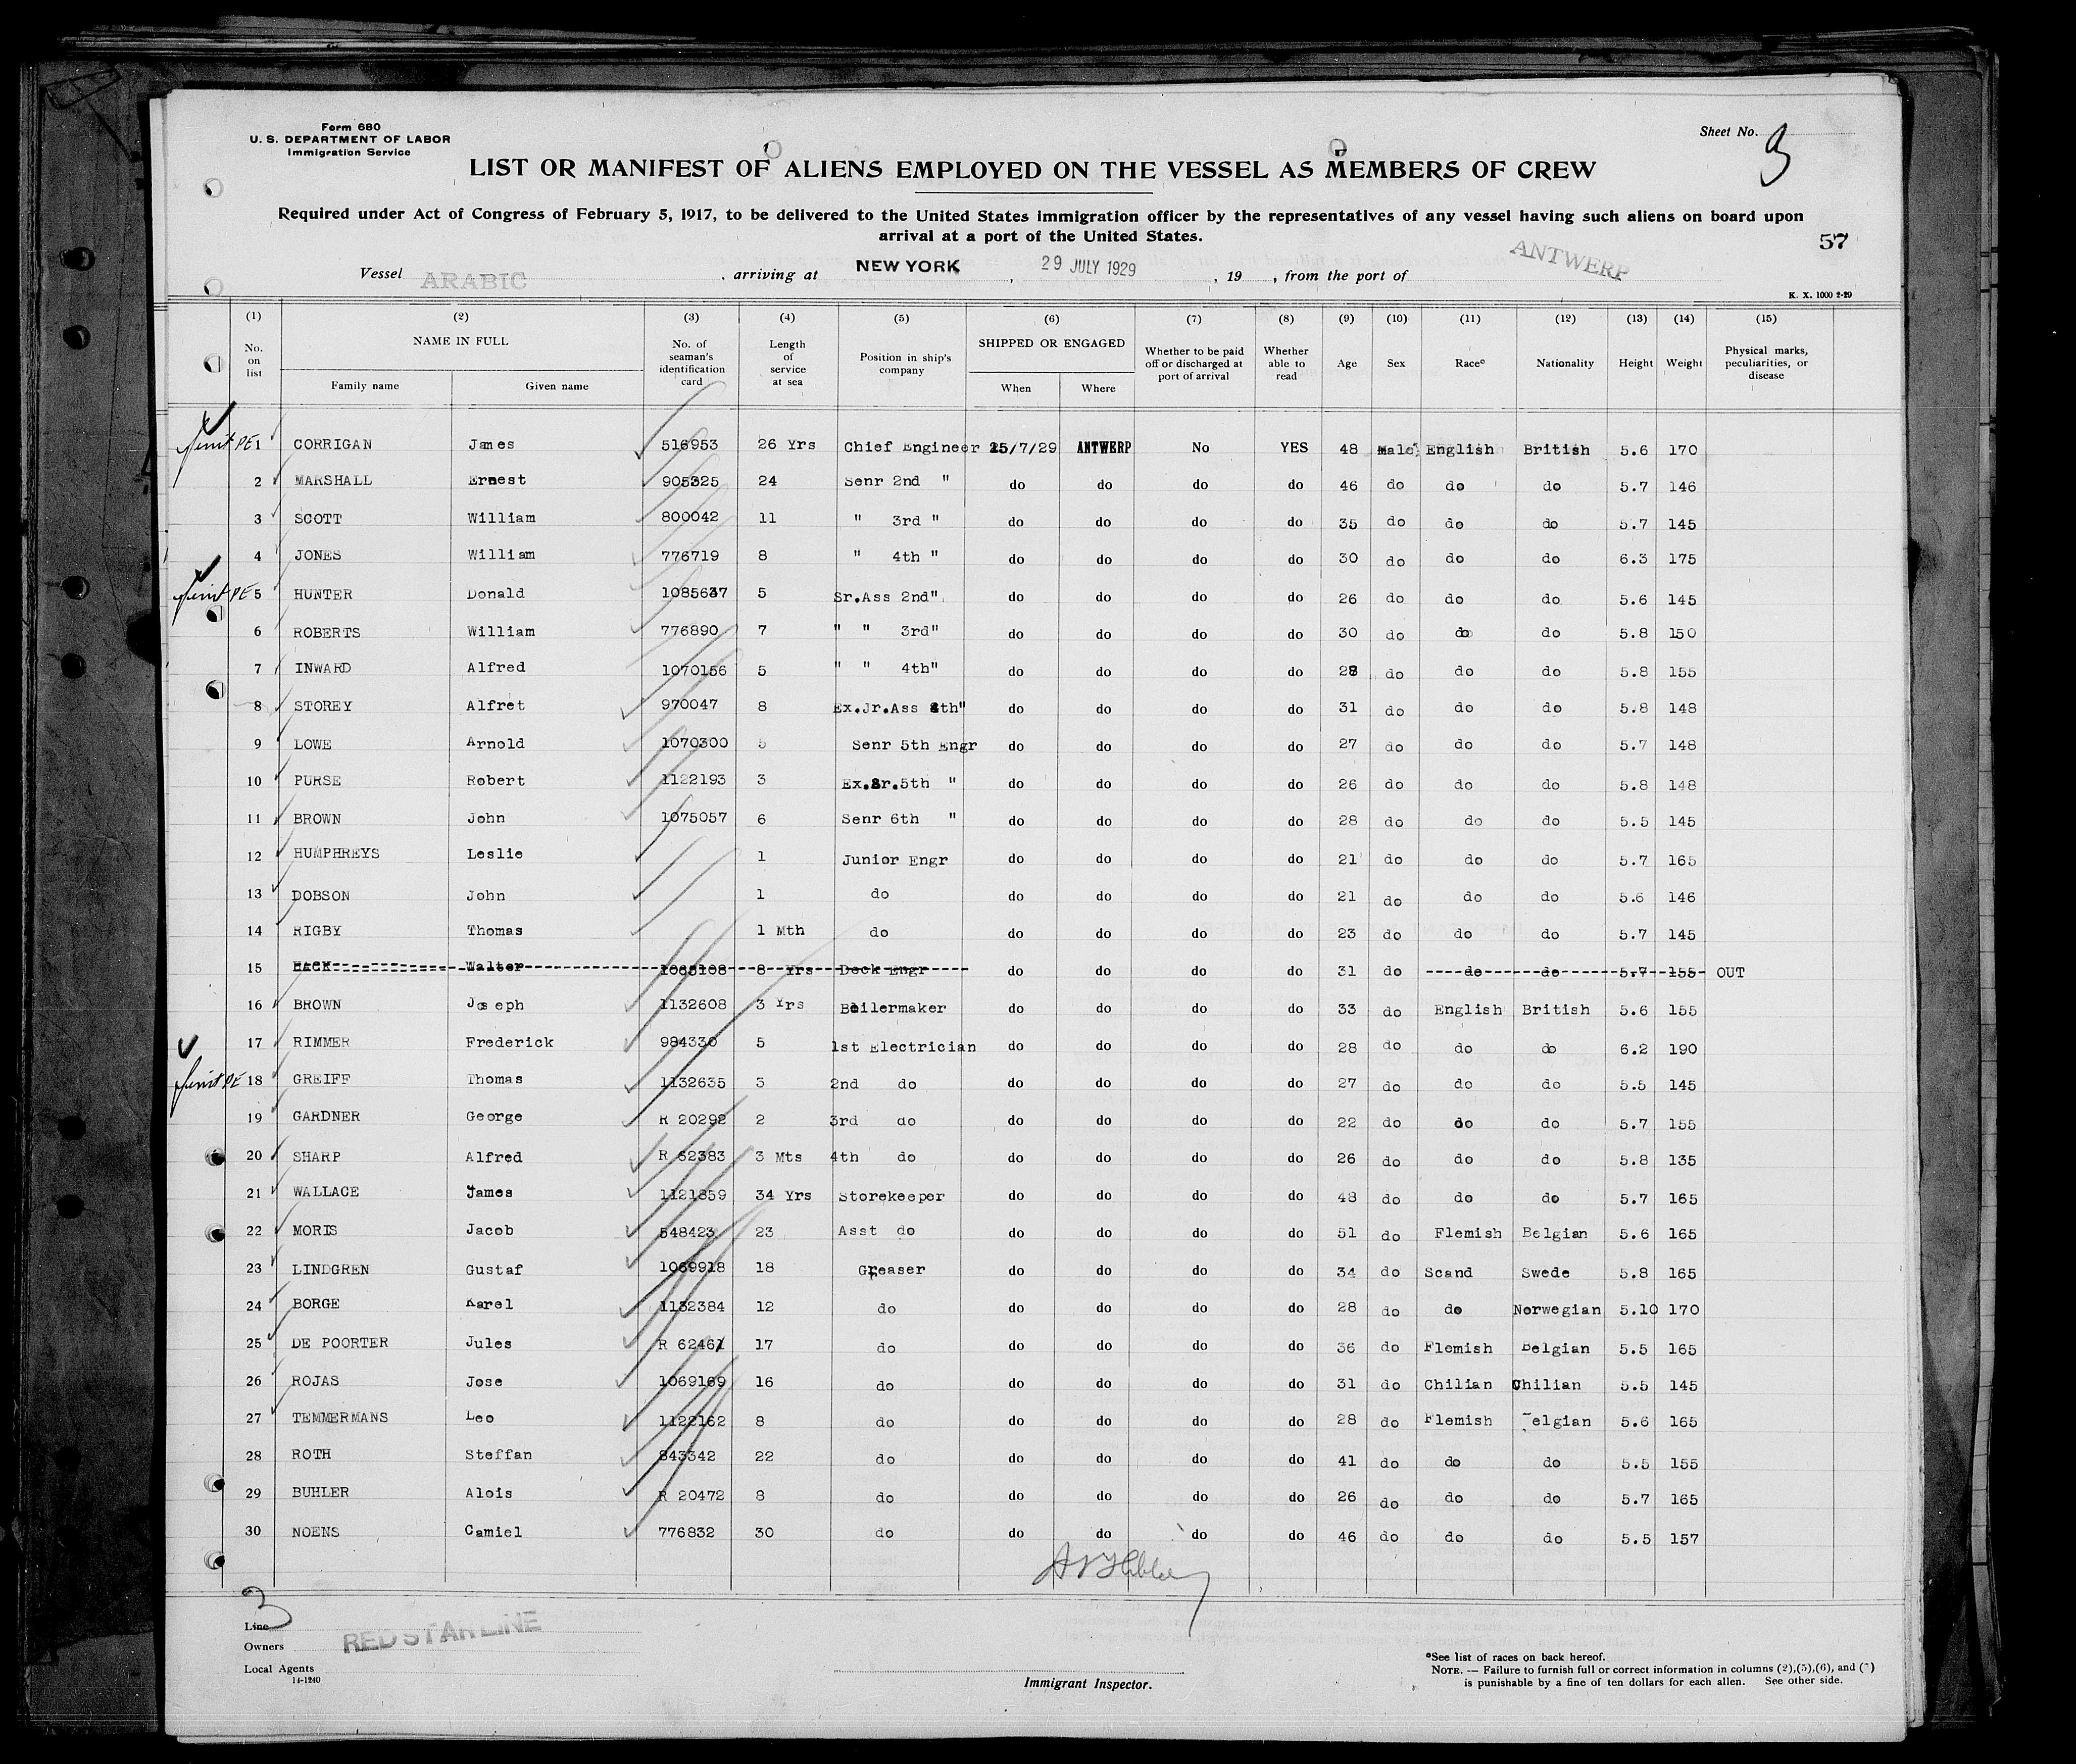 Form 680
U. S. DEPARTMENT OF LABOR
Immigration Service
Sheet No. 3
LIST OR MANIFEST OF ALIENS EMPLOYED ON THE VESSEL AS MEMBERS OF CREW
Required under Act of Congress of February 5, 1917, to be delivered to the United States immigration officer by the representatives of any vessel having such aliens on board upon
arrival at a port of the United States.
57
Vessel ARABIC, arriving at NEW YORK, 29 JULY 1929, 19, from the port of ANTWERP
K. X. 1000 2-29
(1) (2) (3) (4) (5) (6) (7) (8) (9) (10) (11) (12) (13) (14) (15)
No. on list NAME IN FULL Family name Given name No. of seaman's identification card Length of service at sea Position in ship's company SHIPPED OR ENGAGED When Where Whether to be paid off or discharged at port of arrival Whether able to read Age Sex Race* Nationality Height Weight Physical marks, peculiarities, or disease
1 CORRIGAN James 516953 26 Yrs Chief Engineer 25/7/29 ANTWERP No YES 48 Male English British 5.6 170
2 MARSHALL Ernest 905325 24 Senr 2nd " do do do do 46 do do do 5.7 146
3 SCOTT William 800042 11 " 3rd " do do do do 35 do do do 5.7 145
4 JONES William 776719 8 " 4th " do do do do 30 do do do 6.3 175
5 HUNTER Donald 1085637 5 Sr.Ass 2nd" do do do do 26 do do do 5.6 145
6 ROBERTS William 776890 7 " " 3rd" do do do do 30 do do do 5.8 150
7 INWARD Alfred 1070156 5 " " 4th" do do do do 28 do do do 5.8 155
8 STOREY Alfret 970047 8 Ex.Jr.Ass 4th" do do do do 31 do do do 5.8 148
9 LOWE Arnold 1070300 5 Senr 5th Engr do do do do 27 do do do 5.7 148
10 PURSE Robert 1122193 3 Ex.Sr.5th " do do do do 26 do do do 5.8 148
11 BROWN John 1075057 6 Senr 6th " do do do do 28 do do do 5.5 145
12 HUMPHREYS Leslie 1 Junior Engr do do do do 21 do do do 5.7 165
13 DOBSON John 1 do do do do do 21 do do do 5.6 146
14 RIGBY Thomas 1 Mth do do do do do 23 do do do 5.7 145
15 Walter 1065108 8 Yrs Deck Engr do do do do 31 do do do 5.7 155 OUT
16 BROWN Joseph 1132608 3 Yrs Boilermaker do do do do 33 do English British 5.6 155
17 RIMMER Frederick 984330 5 1st Electrician do do do do 28 do do do 6.2 190
18 GREIFF Thomas 1132635 3 2nd do do do do do 27 do do do 5.5 145
19 GARDNER George R 20292 2 3rd do do do do do 22 do do do 5.7 155
20 SHARP Alfred R 62383 3 Mts 4th do do do do do 26 do do do 5.8 135
21 WALLACE James 1121859 34 Yrs Storekeeper do do do do 48 do do do 5.7 165
22 MORIS Jacob 548423 23 Asst do do do do do 51 do Flemish Belgian 5.6 165
23 LINDGREN Gustaf 1069918 18 Greaser do do do do 34 do Scand Swede 5.8 165
24 BORGE Karel 1132384 12 do do do do do 28 do do Norwegian 5.10 170
25 DE POORTER Jules R 62461 17 do do do do do 36 do Flemish Belgian 5.5 165
26 ROJAS Jose 1069169 16 do do do do do 31 do Chilian Chilian 5.5 145
27 TEMMERMANS Leo 1122162 8 do do do do do 28 do Flemish Belgian 5.6 165
28 ROTH Steffan 843342 22 do do do do do 41 do do do 5.5 155
29 BUHLER Alois R 20472 8 do do do do do 26 do do do 5.7 165
30 NOENS Camiel 776832 30 do do do do do 46 do do do 5.5 157
3
Line
Owners RED STAR LINE
Local Agents
14-1240
Immigrant Inspector.
*See list of races on back hereof.
NOTE. — Failure to furnish full or correct information in columns (2),(5),(6), and (7)
is punishable by a fine of ten dollars for each alien. See other side.